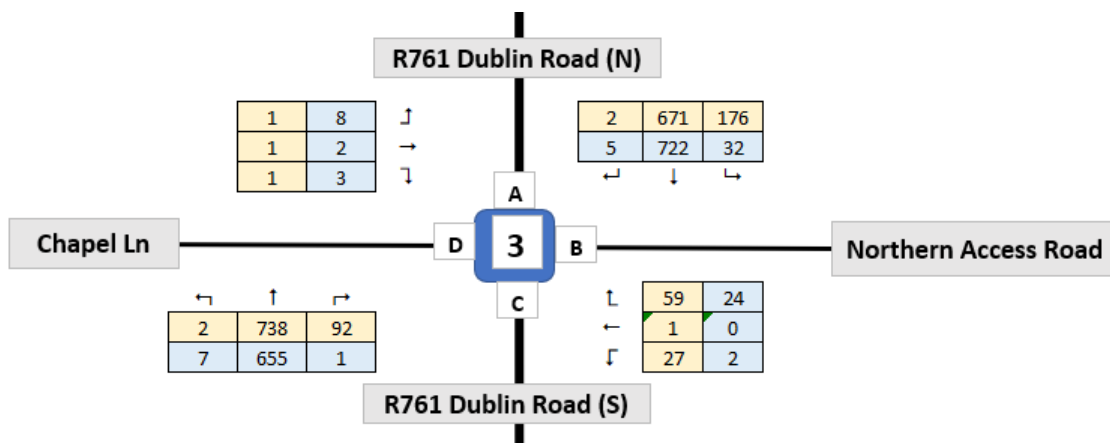 R761 Dublin Road (N)
1 8 ↰
1 2 →
1 3 ↴
2 671 176
5 722 32
↵ ↓ ↳
A
Chapel Ln
D 3 B
Northern Access Road
C
↰ ↑ ↱
2 738 92
7 655 1
↑ 59 24
← 1 0
↓ 27 2
R761 Dublin Road (S)